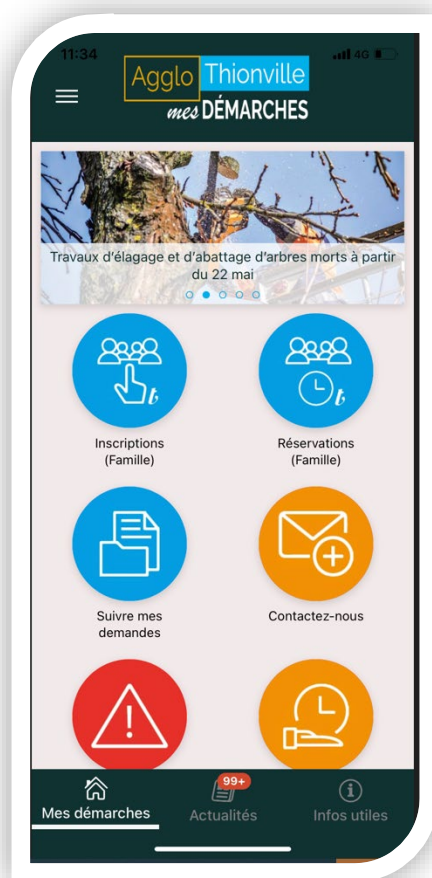 11:34
4G
Agglo Thionville
mes DÉMARCHES
Travaux d'élagage et d'abattage d'arbres morts à partir
du 22 mai
t
t
Inscriptions
(Famille)
Réservations
(Famille)
Suivre mes
demandes
Contactez-nous
99+
Mes démarches
Actualités
Infos utiles